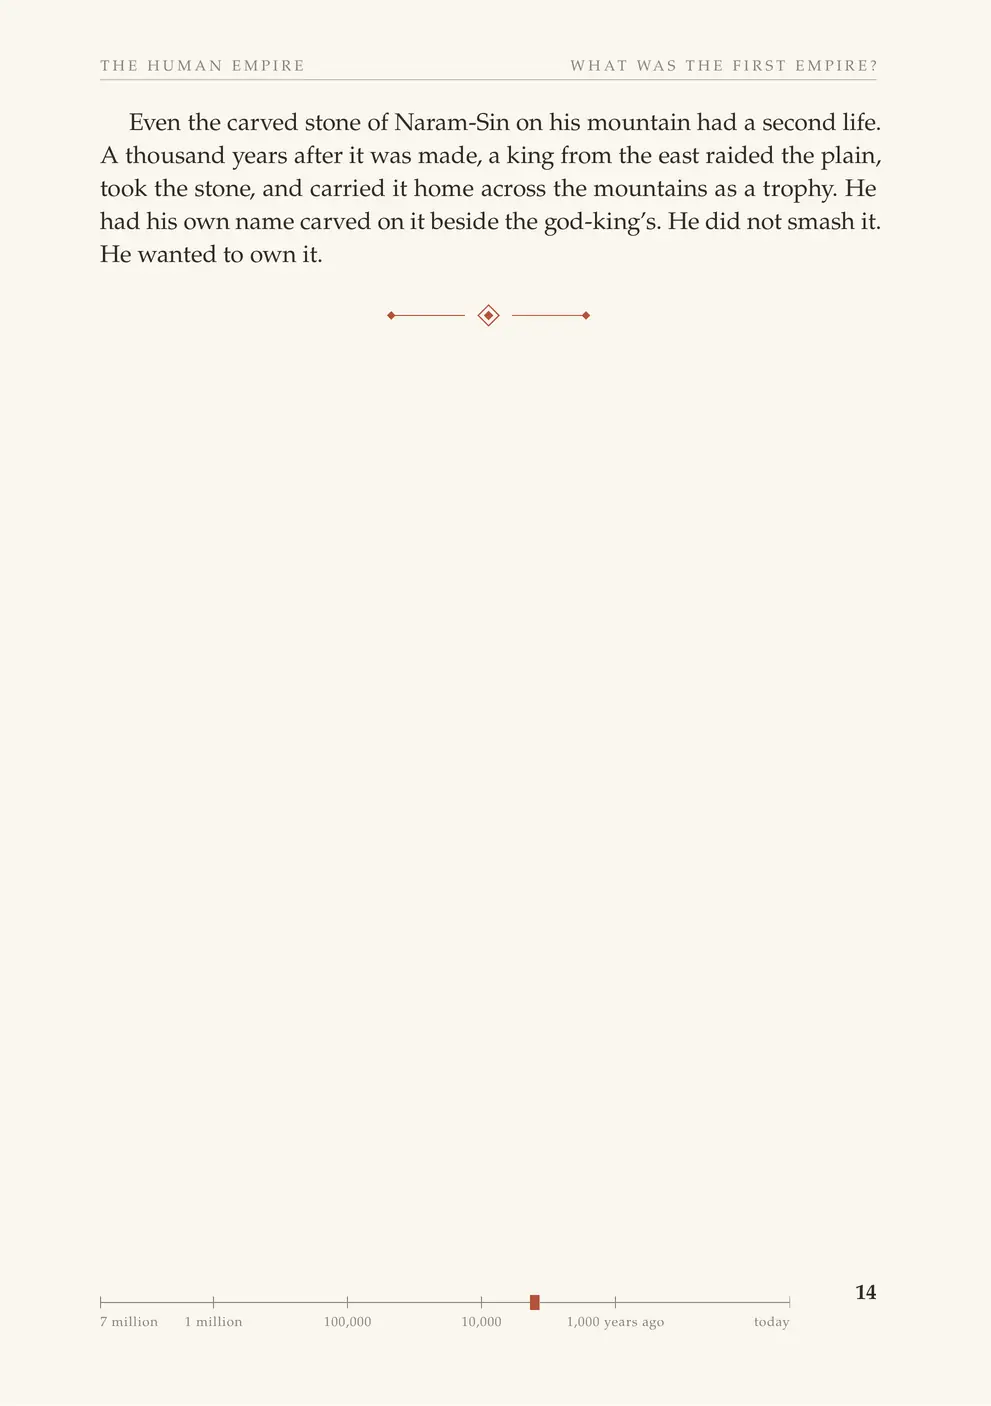 THE HUMAN EMPIRE
WHAT WAS THE FIRST EMPIRE?
Even the carved stone of Naram-Sin on his mountain had a second life.
A thousand years after it was made, a king from the east raided the plain,
took the stone, and carried it home across the mountains as a trophy. He
had his own name carved on it beside the god-king’s. He did not smash it.
He wanted to own it.
14
7 million 1 million 100,000 10,000 1,000 years ago today